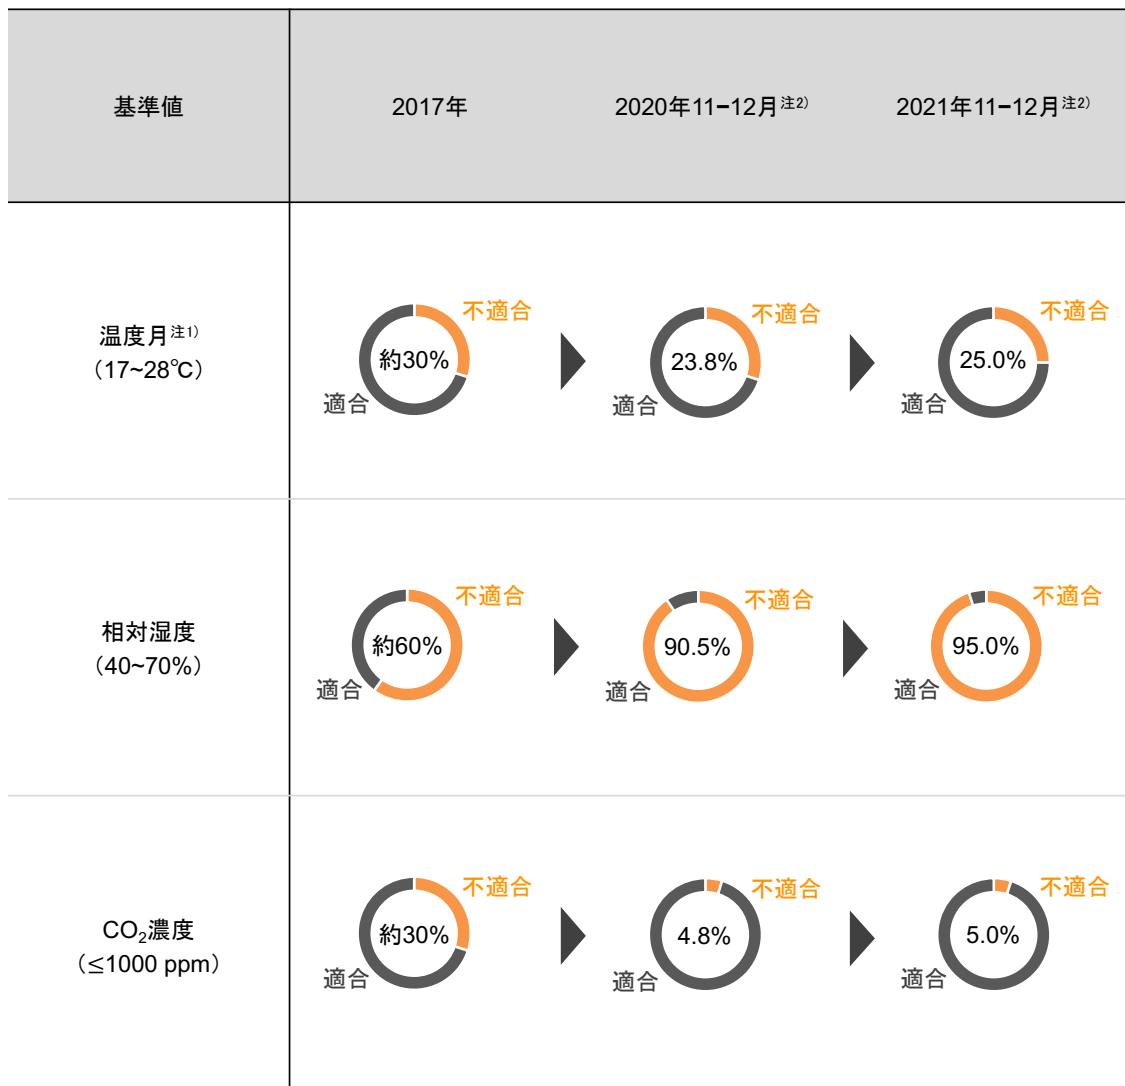 基準値
2017年
2020年11−12月注2）
2021年11−12月注2）
温度月注1）
（17~28℃）
不適合
約30%
適合
不適合
23.8%
適合
不適合
25.0%
適合
相対湿度
（40~70%）
不適合
約60%
適合
不適合
90.5%
適合
不適合
95.0%
適合
CO₂濃度
（≤1000 ppm）
不適合
約30%
適合
不適合
4.8%
適合
不適合
5.0%
適合